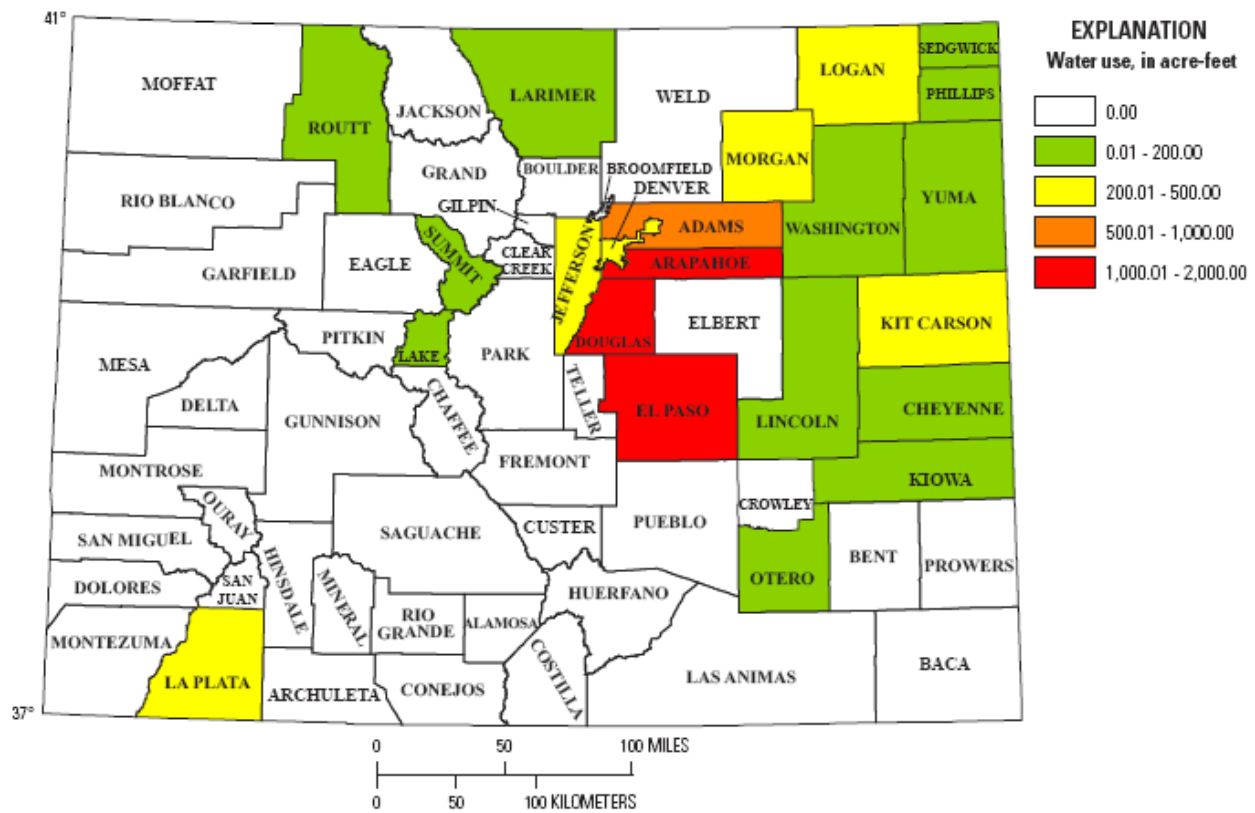 41°
37°
MOFFAT
ROUTT
JACKSON
LARIMER
WELD
LOGAN
SEDGWICK
PHILLIPS
MORGAN
GRAND
BOULDER
BROOMFIELD
DENVER
RIO BLANCO
GILPIN
ADAMS
WASHINGTON
YUMA
GARFIELD
EAGLE
SUMMIT
CLEAR
CREEK
JEFFERSON
ARAPAHOE
MESA
PITKIN
LAKE
PARK
DOUGLAS
ELBERT
KIT CARSON
DELTA
GUNNISON
CHAFFEE
TELLER
EL PASO
LINCOLN
CHEYENNE
MONTROSE
FREMONT
KIOWA
OURAY
CROWLEY
SAN MIGUEL
SAGUACHE
CUSTER
PUEBLO
BENT
PROWERS
DOLORES
SAN
JUAN
HINSDALE
MINERAL
RIO
GRANDE
ALAMOSA
HUERFANO
OTERO
MONTEZUMA
LA PLATA
ARCHULETA
CONEJOS
COSTILLA
LAS ANIMAS
BACA
0 50 100 MILES
0 50 100 KILOMETERS
EXPLANATION
Water use, in acre-feet
0.00
0.01 - 200.00
200.01 - 500.00
500.01 - 1,000.00
1,000.01 - 2,000.00